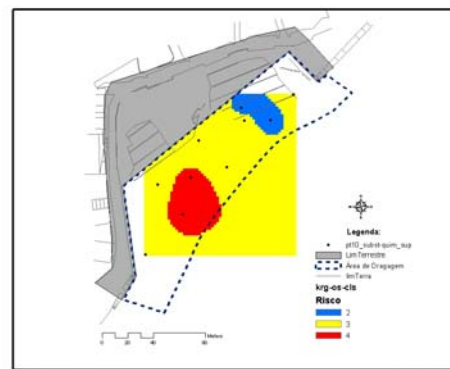 Legenda:
pt10_subst-quim_sup
LimTerrestre
Área de Dragagem
limTerra
krg-os-cls
Risco
2
3
4
0
20
40
80
Metros